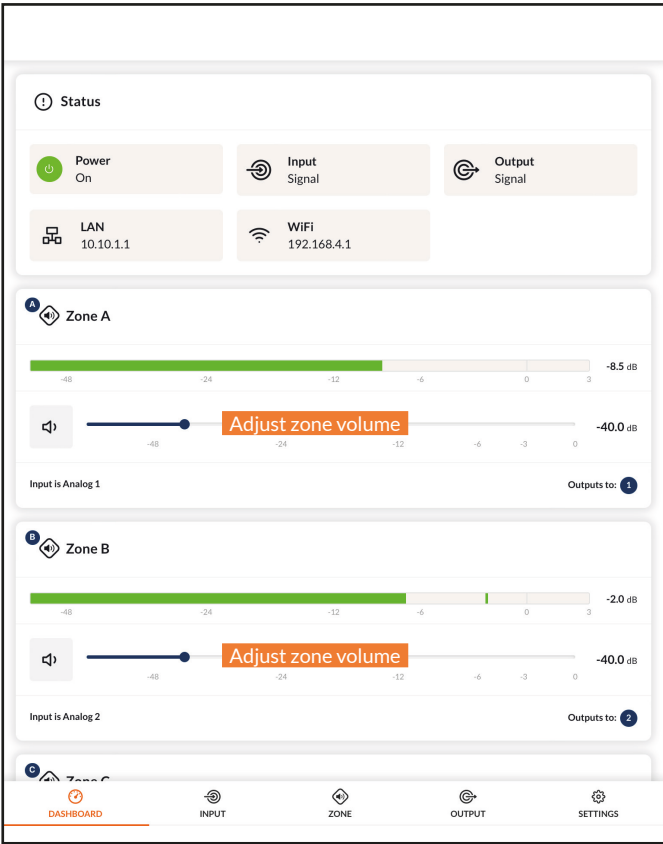 Status
Power
On
Input
Signal
Output
Signal
LAN
10.10.1.1
WiFi
192.168.4.1
A
Zone A
-8.5 dB
-48 -24 -12 -6 0 3
Adjust zone volume
-40.0 dB
-48 -24 -12 -6 -3 0
Input is Analog 1
Outputs to: 1
B
Zone B
-2.0 dB
-48 -24 -12 -6 0 3
Adjust zone volume
-40.0 dB
-48 -24 -12 -6 -3 0
Input is Analog 2
Outputs to: 2
C
Zone C
DASHBOARD
INPUT
ZONE
OUTPUT
SETTINGS